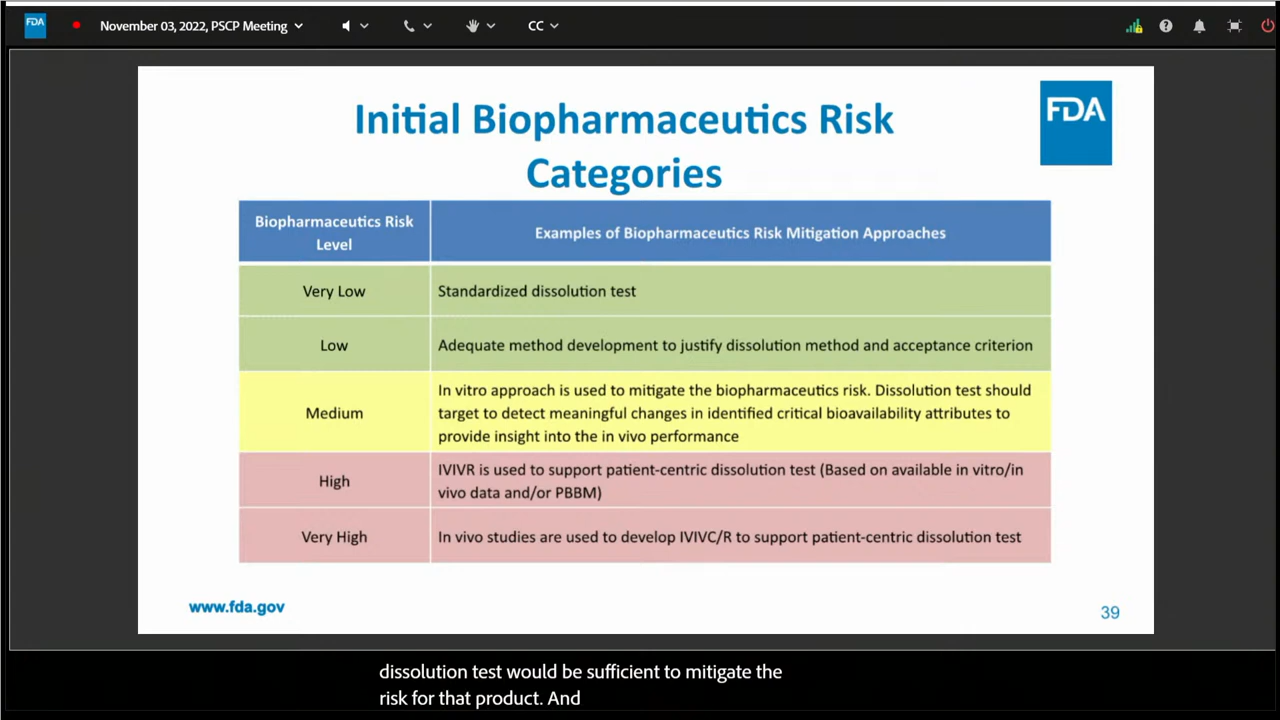 FDA
November 03, 2022, PSCP Meeting
CC
FDA
Initial Biopharmaceutics Risk
Categories
Biopharmaceutics Risk
Level
Examples of Biopharmaceutics Risk Mitigation Approaches
Very Low
Standardized dissolution test
Low
Adequate method development to justify dissolution method and acceptance criterion
Medium
In vitro approach is used to mitigate the biopharmaceutics risk. Dissolution test should
target to detect meaningful changes in identified critical bioavailability attributes to
provide insight into the in vivo performance
High
IVIVR is used to support patient-centric dissolution test (Based on available in vitro/in
vivo data and/or PBBM)
Very High
In vivo studies are used to develop IVIVC/R to support patient-centric dissolution test
www.fda.gov
39
dissolution test would be sufficient to mitigate the
risk for that product. And